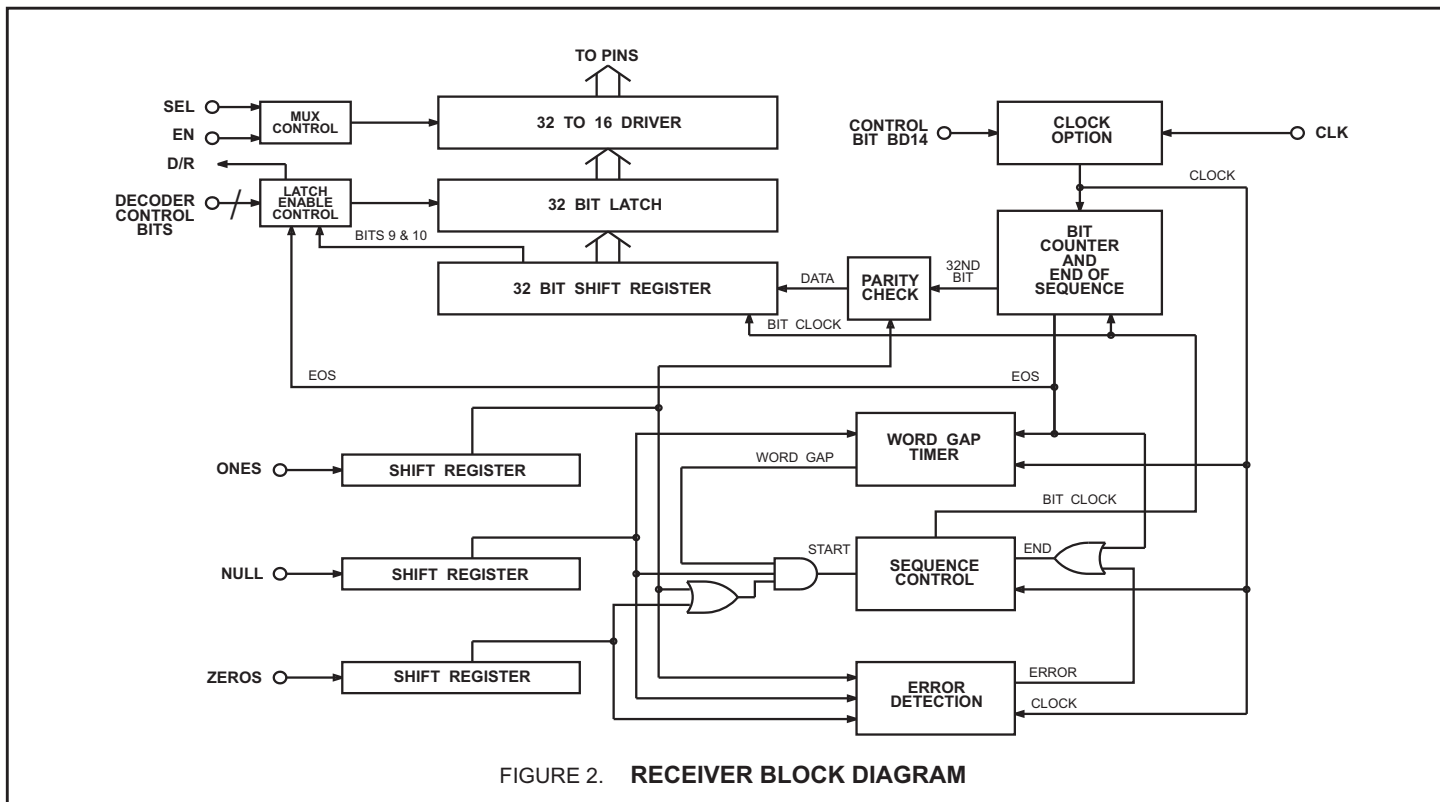 TO PINS
SEL
EN
MUX
CONTROL
32 TO 16 DRIVER
CONTROL
BIT BD14
CLOCK
OPTION
CLK
D/R
CLOCK
DECODER
CONTROL
BITS
LATCH
ENABLE
CONTROL
32 BIT LATCH
BIT
COUNTER
AND
END OF
SEQUENCE
BITS 9 & 10
32 BIT SHIFT REGISTER
DATA
PARITY
CHECK
32ND
BIT
BIT CLOCK
EOS
EOS
WORD GAP
TIMER
ONES
SHIFT REGISTER
WORD GAP
BIT CLOCK
NULL
SHIFT REGISTER
START
SEQUENCE
CONTROL
END
ZEROS
SHIFT REGISTER
ERROR
DETECTION
ERROR
CLOCK
FIGURE 2. RECEIVER BLOCK DIAGRAM